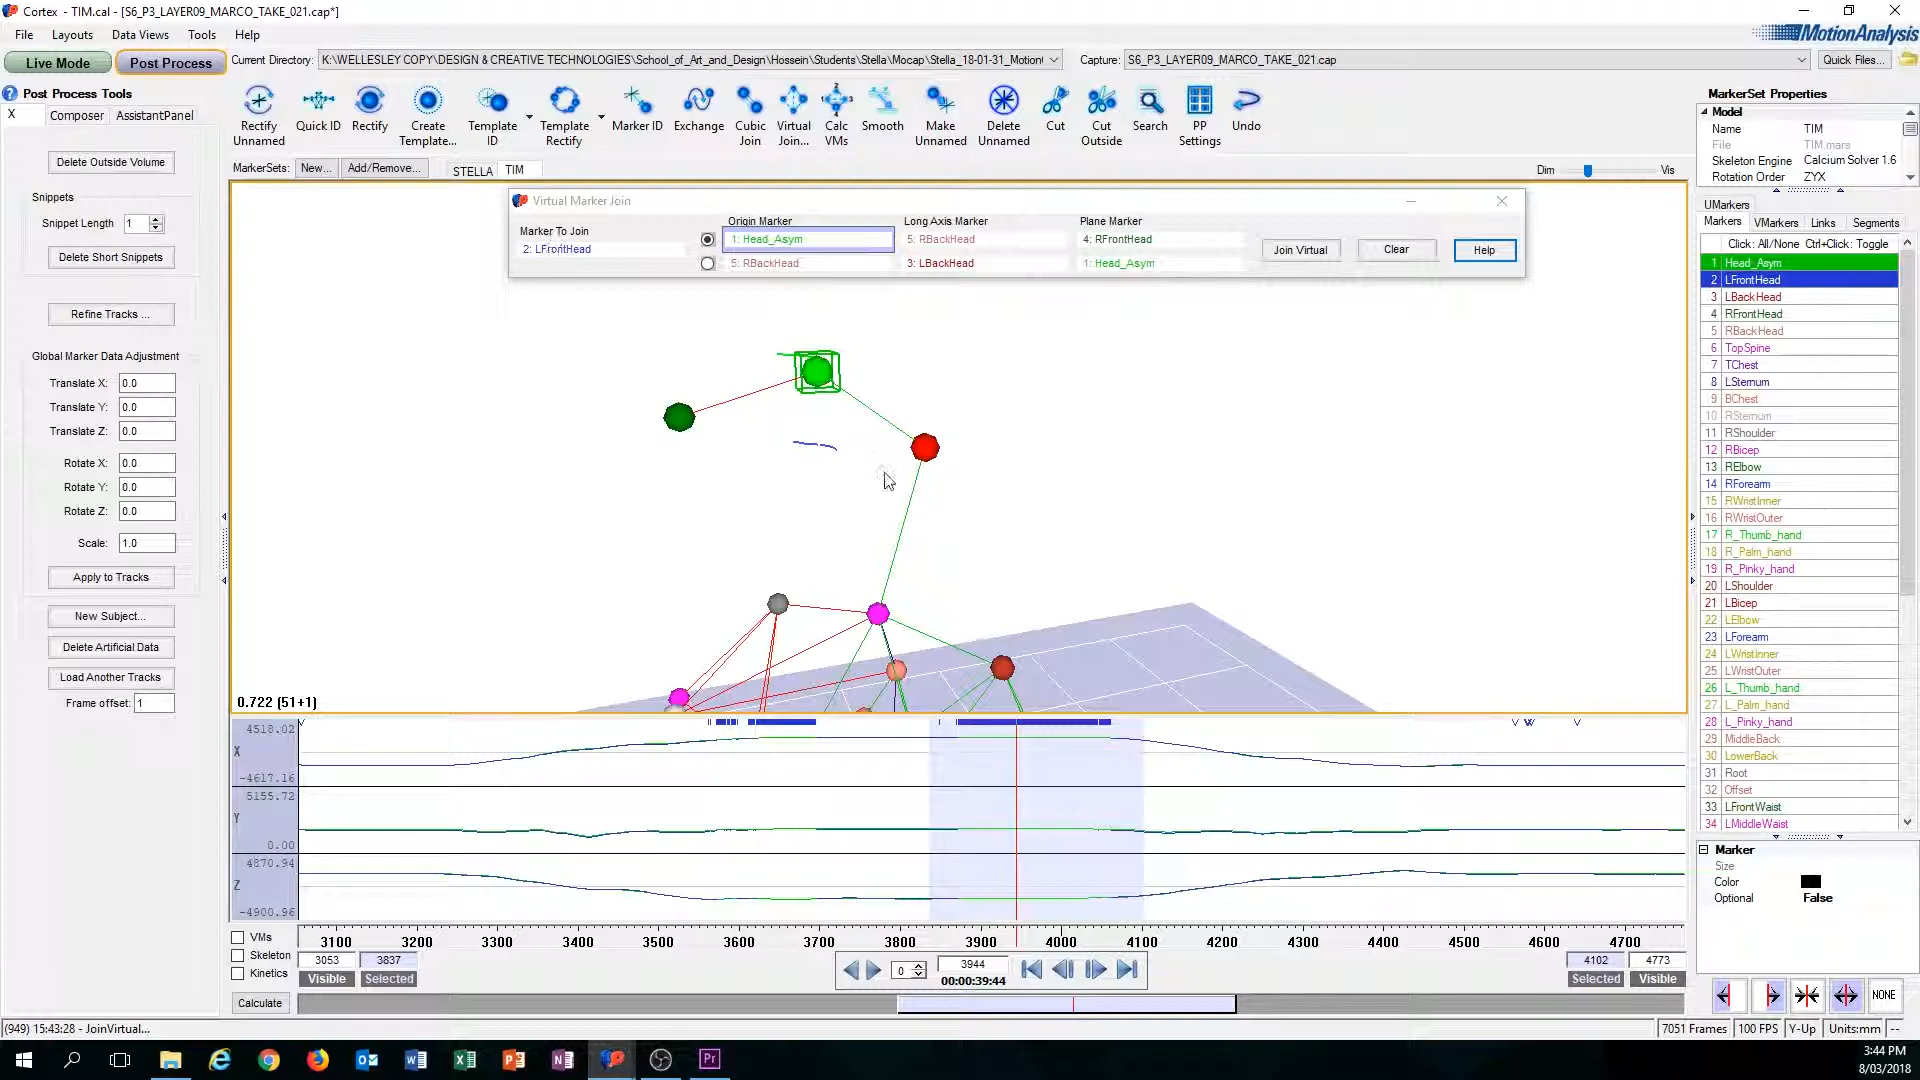 Cortex - TIM.cal - [S6_P3_LAYER09_MARCO_TAKE_021.cap*]
File Layouts Data Views Tools Help
MotionAnalysis
Live Mode Post Process Current Directory: K:\WELLESLEY COPY\DESIGN & CREATIVE TECHNOLOGIES\School_of_Art_and_Design\Hossein\Students\Stella\Mocap\Stella_18-01-31_Motion( Capture: S6_P3_LAYER09_MARCO_TAKE_021.cap Quick Files...
Post Process Tools
X Composer AssistantPanel
Rectify Unnamed
Quick ID
Rectify
Create Template...
Template ID
Template Rectify
Marker ID
Exchange
Cubic Join
Virtual Join...
Calc VMs
Smooth
Make Unnamed
Delete Unnamed
Cut
Cut Outside
Search
PP Settings
Undo
MarkerSets: New... Add/Remove... STELLA TIM
Dim Vis
Delete Outside Volume
Snippets
Snippet Length 1
Delete Short Snippets
Refine Tracks ...
Global Marker Data Adjustment
Translate X: 0.0
Translate Y: 0.0
Translate Z: 0.0
Rotate X: 0.0
Rotate Y: 0.0
Rotate Z: 0.0
Scale: 1.0
Apply to Tracks
New Subject...
Delete Artificial Data
Load Another Tracks
Frame offset: 1
Virtual Marker Join
Marker To Join
2: LFrontHead
Origin Marker Long Axis Marker Plane Marker
1: Head_Asym 5: RBackHead 4: RFrontHead
5: RBackHead 3: LBackHead 1: Head_Asym
Join Virtual Clear Help
0.722 (51+1)
4518.02
X
-4617.16
5155.72
Y
0.00
4870.94
Z
-4900.96
VMs
Skeleton
Kinetics
3100 3200 3300 3400 3500 3600 3700 3800 3900 4000 4100 4200 4300 4400 4500 4600 4700
3053 3837
Visible Selected
0 3944
00:00:39:44
4102 4773
Selected Visible
Calculate
MarkerSet Properties
Model
Name TIM
File TIM.mars
Skeleton Engine Calcium Solver 1.6
Rotation Order ZYX
UMarkers
Markers VMarkers Links Segments
Click: All/None Ctrl+Click: Toggle
1 Head_Asym
2 LFrontHead
3 LBackHead
4 RFrontHead
5 RBackHead
6 TopSpine
7 TChest
8 LSternum
9 BChest
10 RSternum
11 RShoulder
12 RBicep
13 RElbow
14 RForearm
15 RWristInner
16 RWristOuter
17 R_Thumb_hand
18 R_Palm_hand
19 R_Pinky_hand
20 LShoulder
21 LBicep
22 LElbow
23 LForearm
24 LWristInner
25 LWristOuter
26 L_Thumb_hand
27 L_Palm_hand
28 L_Pinky_hand
29 MiddleBack
30 LowerBack
31 Root
32 Offset
33 LFrontWaist
34 LMiddleWaist
Marker
Size
Color
Optional False
NONE
(949) 15:43:28 - JoinVirtual...
7051 Frames 100 FPS Y-Up Units:mm --
3:44 PM
8/03/2018